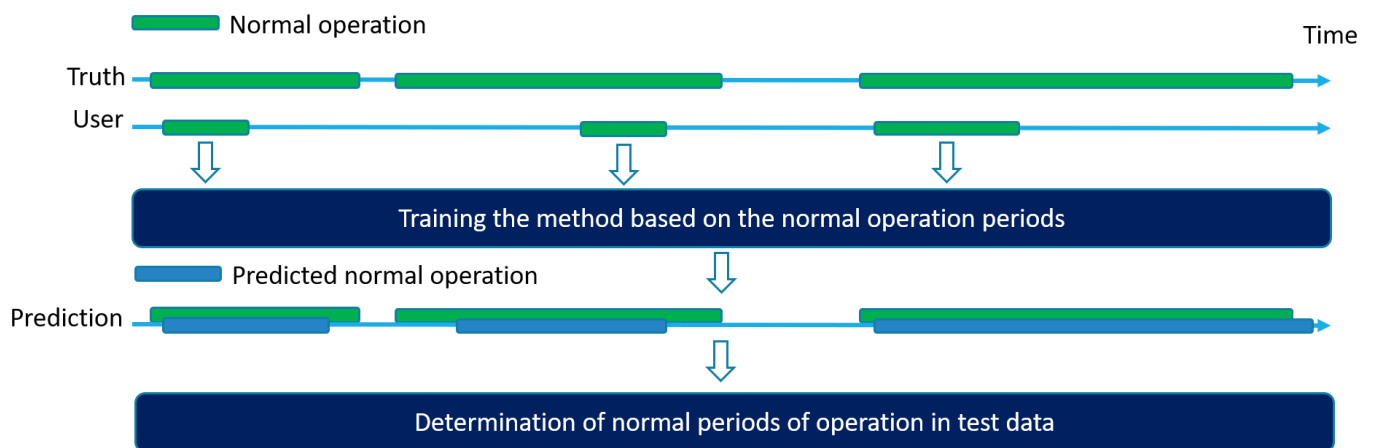 Normal operation
Time
Truth
User
Training the method based on the normal operation periods
Predicted normal operation
Prediction
Determination of normal periods of operation in test data